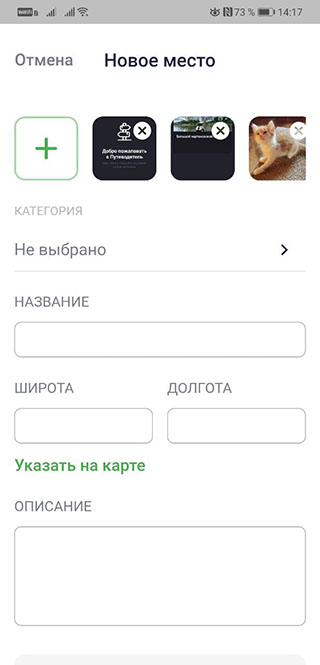 73 %
14:17
Отмена
Новое место
Добро пожаловать
в Путеводитель
КАТЕГОРИЯ
Не выбрано
НАЗВАНИЕ
ШИРОТА
ДОЛГОТА
Указать на карте
ОПИСАНИЕ